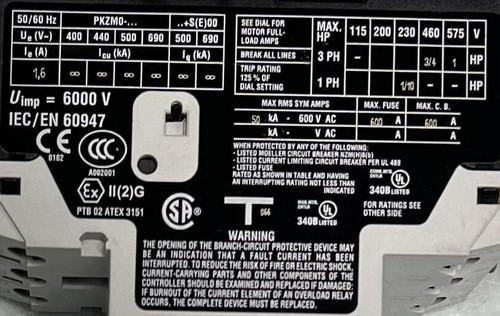 50/60 Hz PKZM0-... ..+S(E)00
Ue (V~) 400 440 500 690 500 690
Ie (A) Icu (kA) Iq (kA)
1,6 ∞ ∞ ∞ ∞ ∞ ∞
Uimp = 6000 V
IEC/EN 60947
SEE DIAL FOR MOTOR FULL-LOAD AMPS MAX. HP 115 200 230 460 575 V
BREAK ALL LINES 3 PH — — — 3/4 1 HP
TRIP RATING 125 % OF DIAL SETTING 1 PH — — 1/10 — — HP
MAX RMS SYM AMPS MAX. FUSE MAX. C. B.
50 kA - 600 V AC 600 A 600 A
kA - V AC A A
WHEN PROTECTED BY ANY OF THE FOLLOWING:
- LISTED MOELLER CIRCUIT BREAKER NZM(H)6(b)
- LISTED CURRENT LIMITING CIRCUIT BREAKER PER UL 489
- LISTED FUSE
RATED AS SHOWN IN TABLE AND HAVING
AN INTERRUPTING RATING NOT LESS THAN
INDICATED
CE
0102
CCC
A002001
Ex II(2)G
PTB 02 ATEX 3151
SA
T 066
340B LISTED
UL
340B LISTED
FOR RATINGS SEE
OTHER SIDE
WARNING
THE OPENING OF THE BRANCH-CIRCUIT PROTECTIVE DEVICE MAY
BE AN INDICATION THAT A FAULT CURRENT HAS BEEN
INTERRUPTED. TO REDUCE THE RISK OF FIRE OR ELECTRIC SHOCK,
CURRENT-CARRYING PARTS AND OTHER COMPONENTS OF THE
CONTROLLER SHOULD BE EXAMINED AND REPLACED IF DAMAGED.
IF BURNOUT OF THE CURRENT ELEMENT OF AN OVERLOAD RELAY
OCCURS, THE COMPLETE OVERLOAD RELAY MUST BE REPLACED.